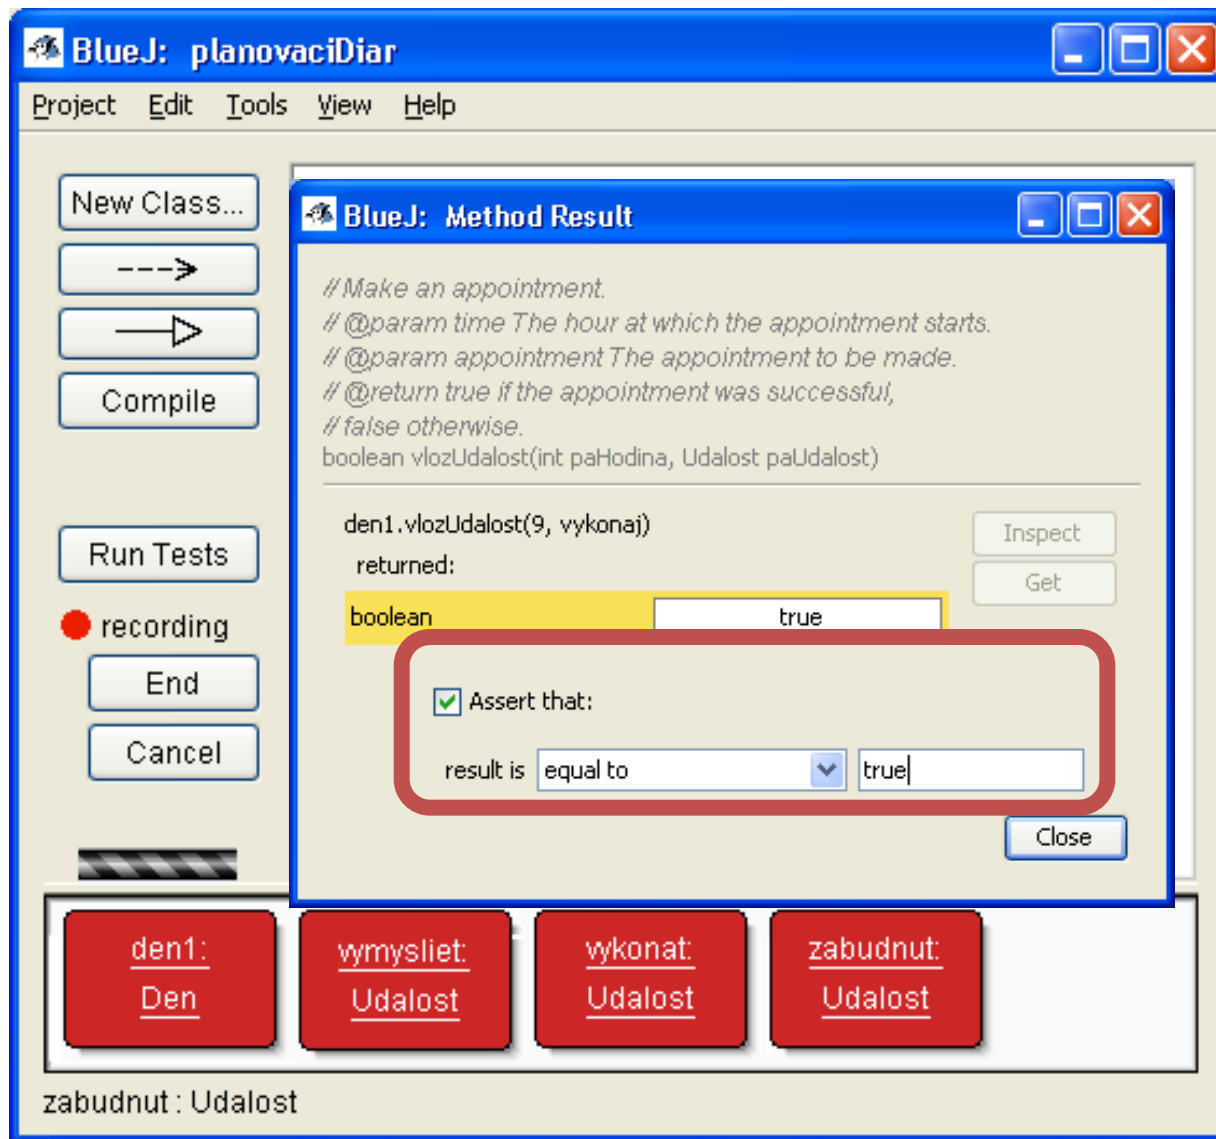 BlueJ: planovaciDiar
Project Edit Tools View Help
New Class...
Compile
Run Tests
recording
End
Cancel
BlueJ: Method Result
// Make an appointment.
// @param time The hour at which the appointment starts.
// @param appointment The appointment to be made.
// @return true if the appointment was successful,
// false otherwise.
boolean vlozUdalost(int paHodina, Udalost paUdalost)
den1.vlozUdalost(9, vykonaj)
returned:
Inspect
Get
boolean true
Assert that:
result is equal to true
Close
den1:
Den
vymysliet:
Udalost
vykonat:
Udalost
zabudnut:
Udalost
zabudnut : Udalost